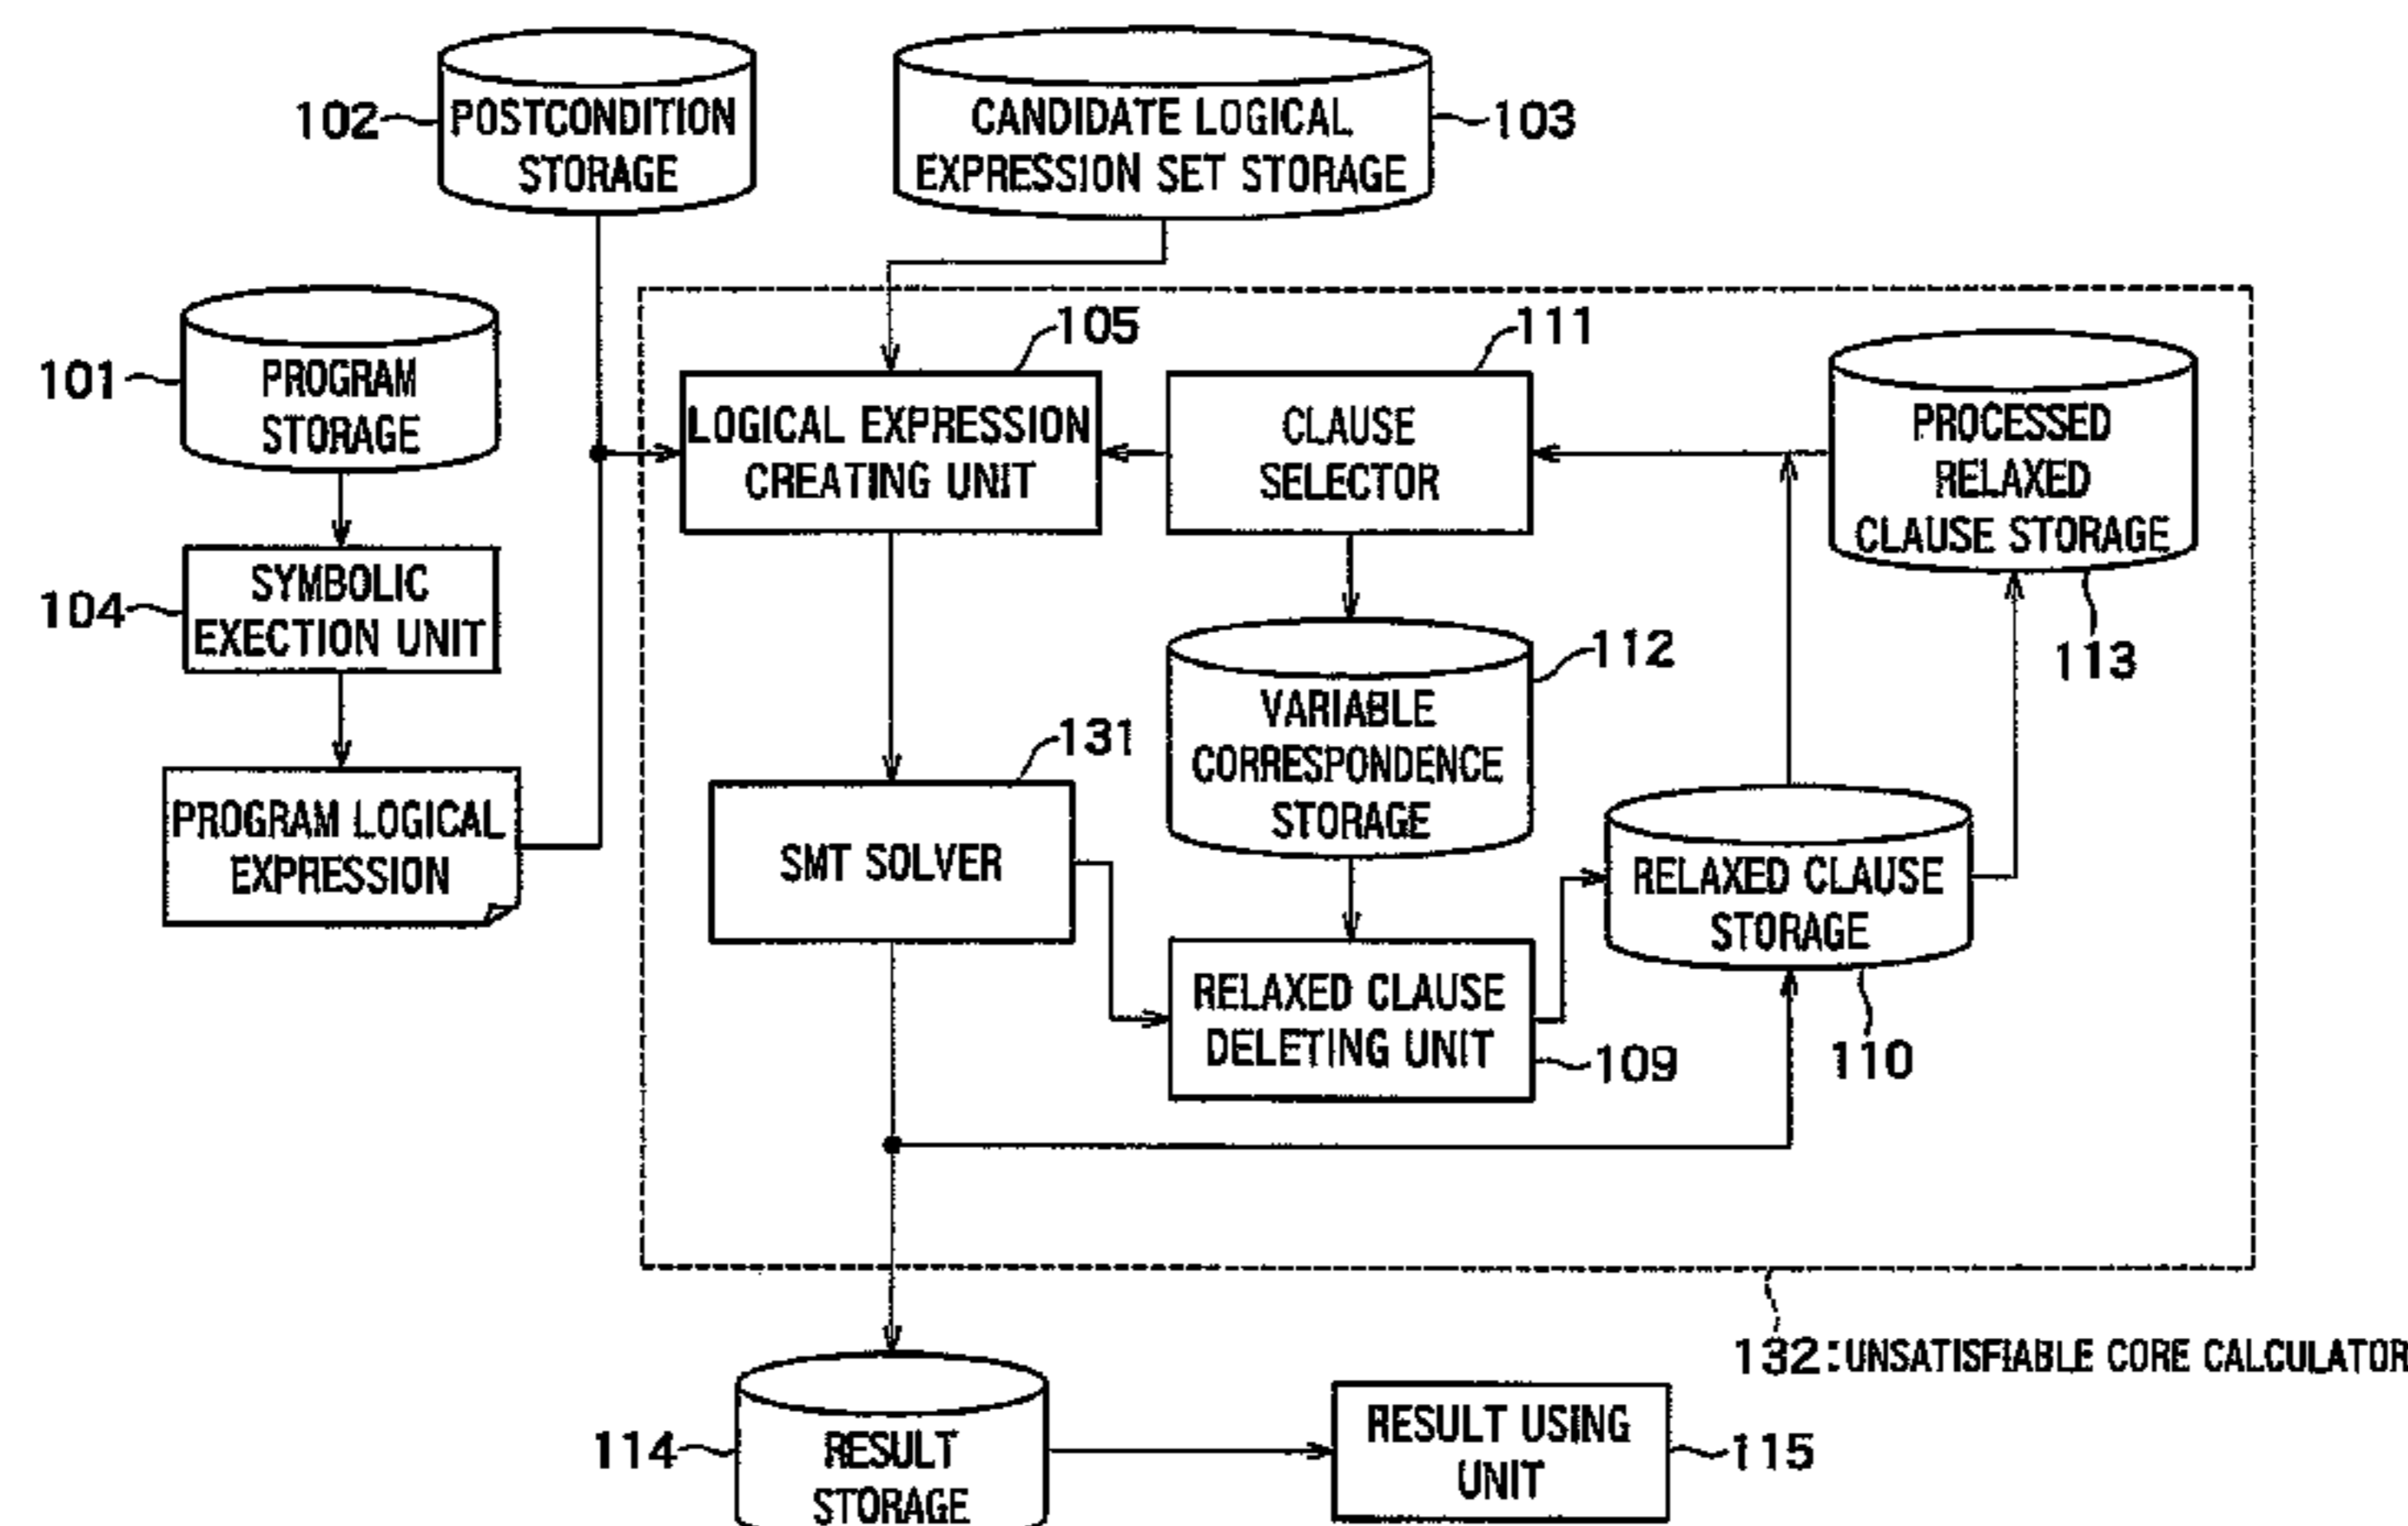 102
POSTCONDITION
STORAGE
CANDIDATE LOGICAL
EXPRESSION SET STORAGE
103
101
PROGRAM
STORAGE
105
LOGICAL EXPRESSION
CREATING UNIT
111
CLAUSE
SELECTOR
PROCESSED
RELAXED
CLAUSE STORAGE
113
104
SYMBOLIC
EXECTION UNIT
112
VARIABLE
CORRESPONDENCE
STORAGE
PROGRAM LOGICAL
EXPRESSION
131
SMT SOLVER
RELAXED CLAUSE
STORAGE
110
RELAXED CLAUSE
DELETING UNIT
109
132:UNSATISFIABLE CORE CALCULATOR
114
RESULT
STORAGE
RESULT USING
UNIT
115